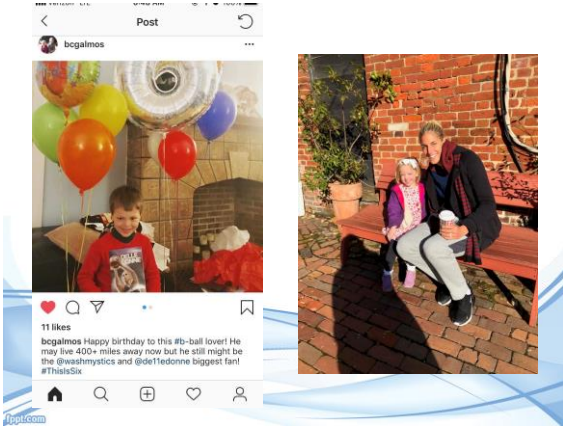 Post
bcgalmos
11 likes
bcgalmos Happy birthday to this #b-ball lover! He
may live 400+ miles away now but he still might be
the @washmystics and @de11edonne biggest fan!
#ThisIsSix
fppt.com